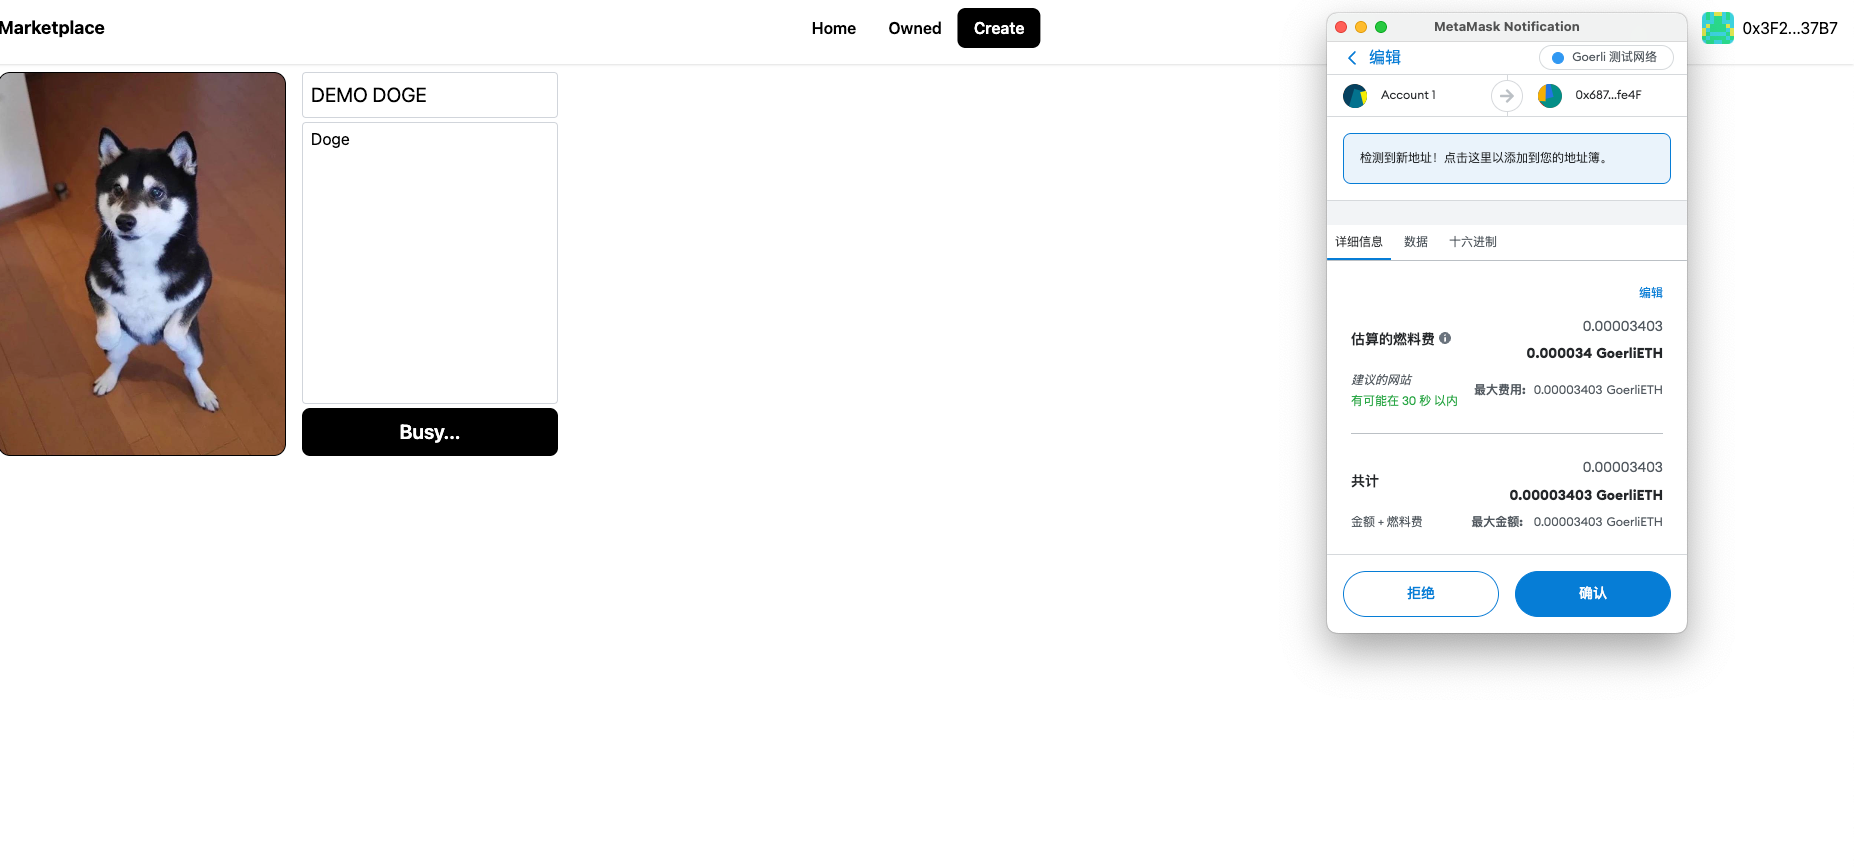 Marketplace
Home
Owned
Create
0x3F2...37B7
DEMO DOGE
Doge
Busy...
MetaMask Notification
编辑
Goerli 测试网络
Account 1
0x687...fe4F
检测到新地址！点击这里以添加到您的地址簿。
详细信息
数据
十六进制
编辑
估算的燃料费
0.00003403
0.000034 GoerliETH
建议的网站
有可能在 30 秒 以内
最大费用: 0.00003403 GoerliETH
共计
0.00003403
0.00003403 GoerliETH
金额 + 燃料费
最大金额: 0.00003403 GoerliETH
拒绝
确认